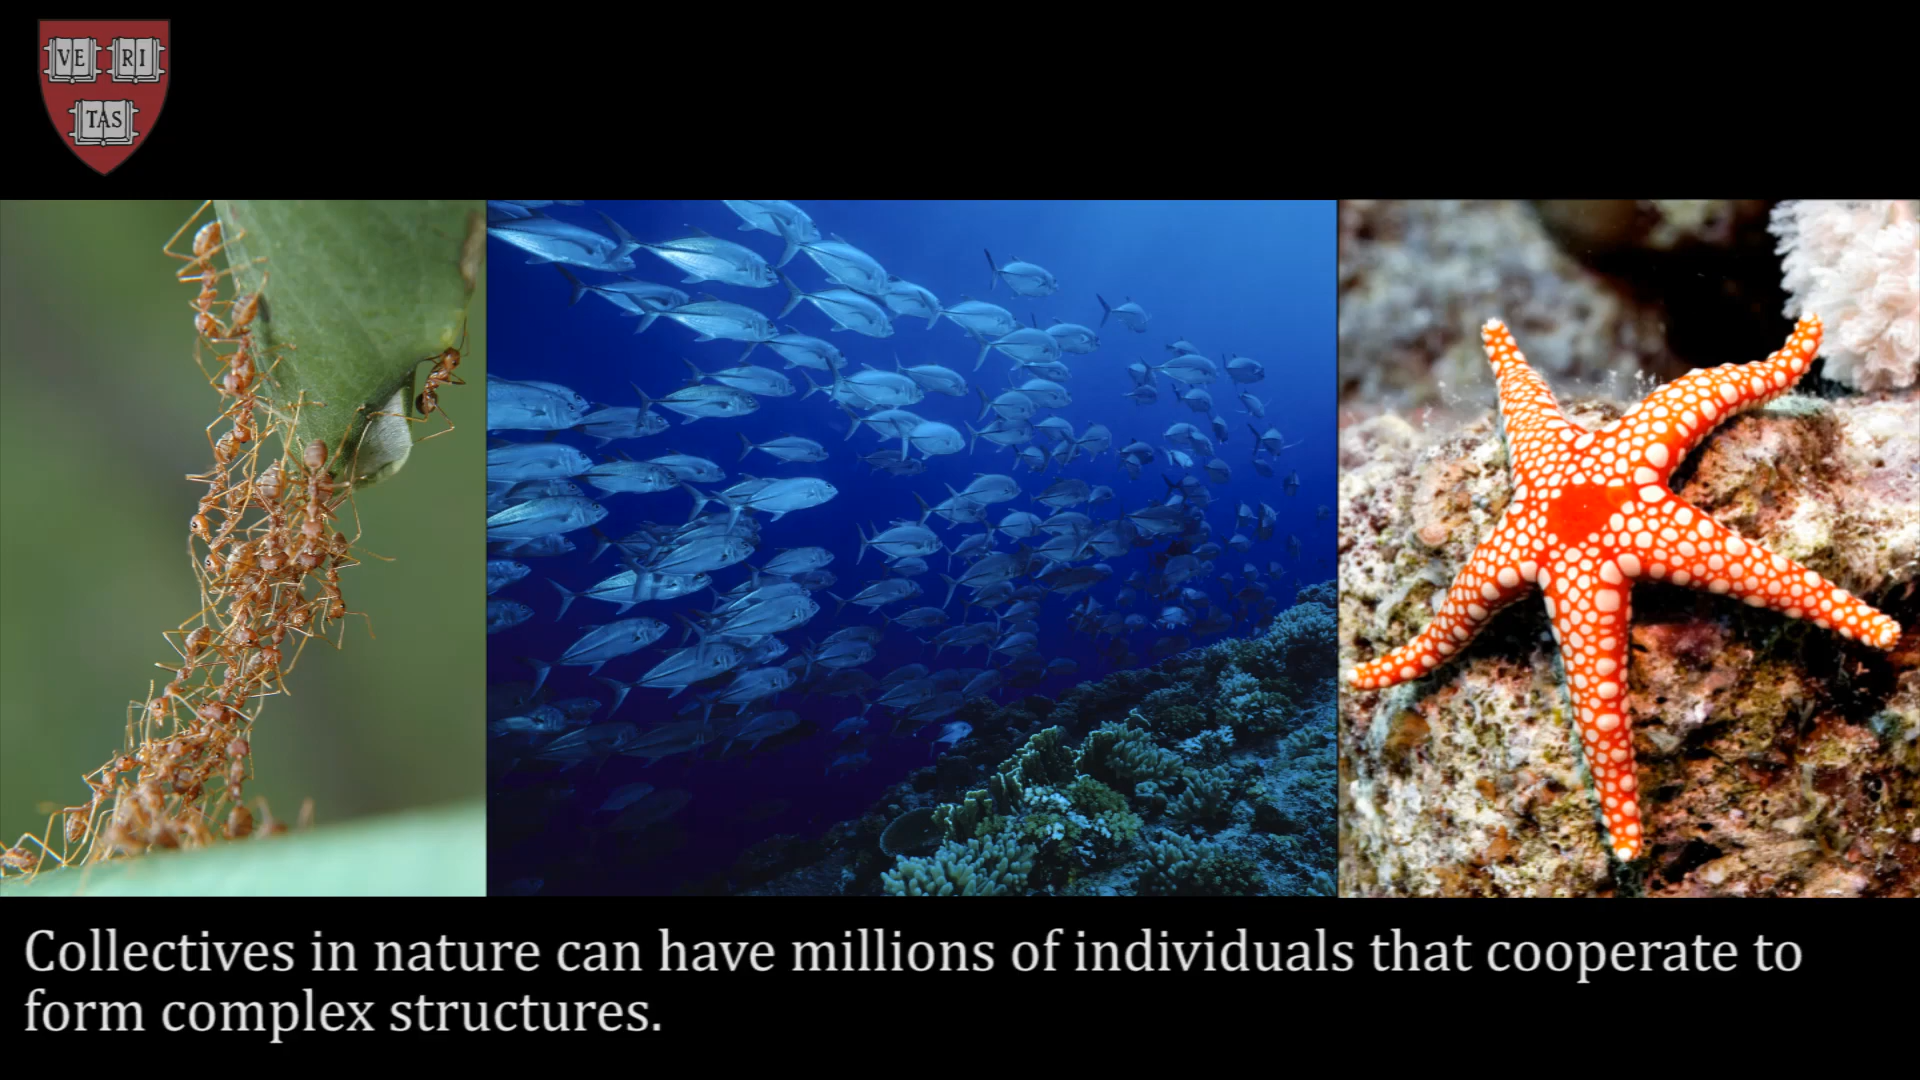 VE RI
TAS
Collectives in nature can have millions of individuals that cooperate to
form complex structures.